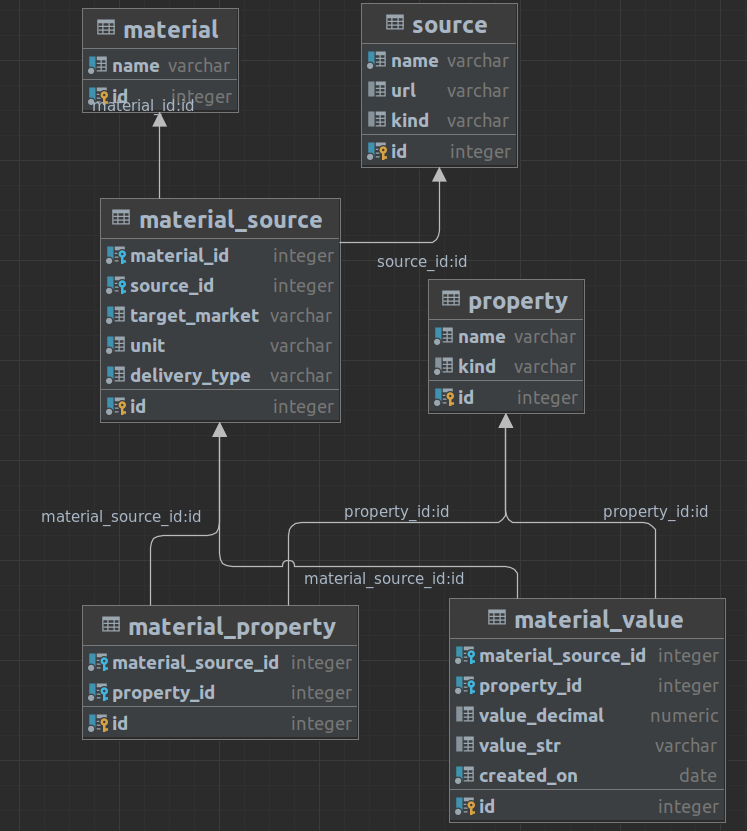 material
name varchar
id integer
material_id:id
source
name varchar
url varchar
kind varchar
id integer
material_source
material_id integer
source_id integer
target_market varchar
unit varchar
delivery_type varchar
id integer
source_id:id
property
name varchar
kind varchar
id integer
material_source_id:id
property_id:id
property_id:id
material_source_id:id
material_property
material_source_id integer
property_id integer
id integer
material_value
material_source_id integer
property_id integer
value_decimal numeric
value_str varchar
created_on date
id integer